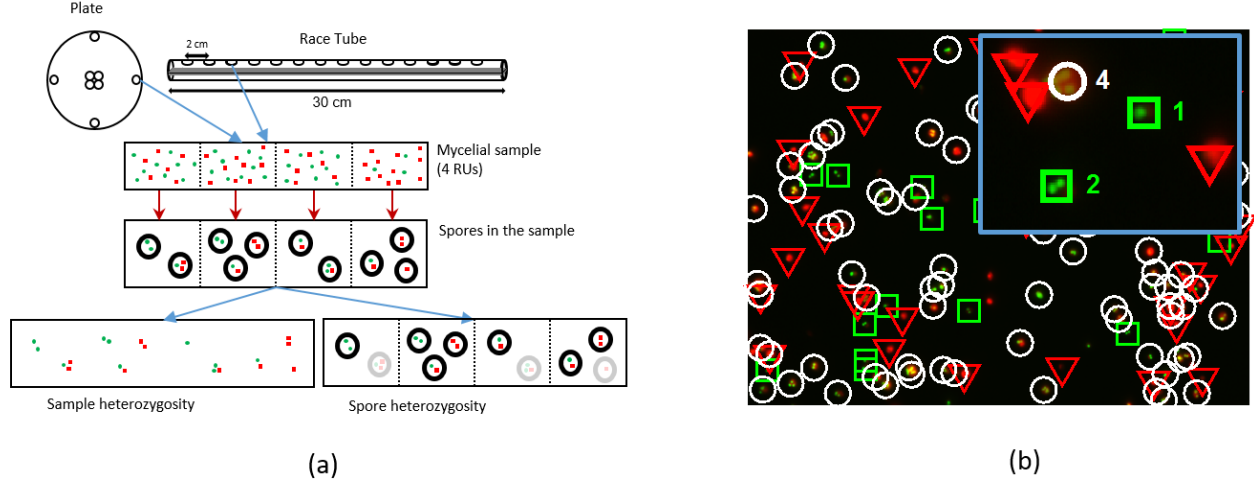 Plate
Race Tube
2 cm
30 cm
Mycelial sample
(4 RUs)
Spores in the sample
Sample heterozygosity
Spore heterozygosity
(a)
4
1
2
(b)